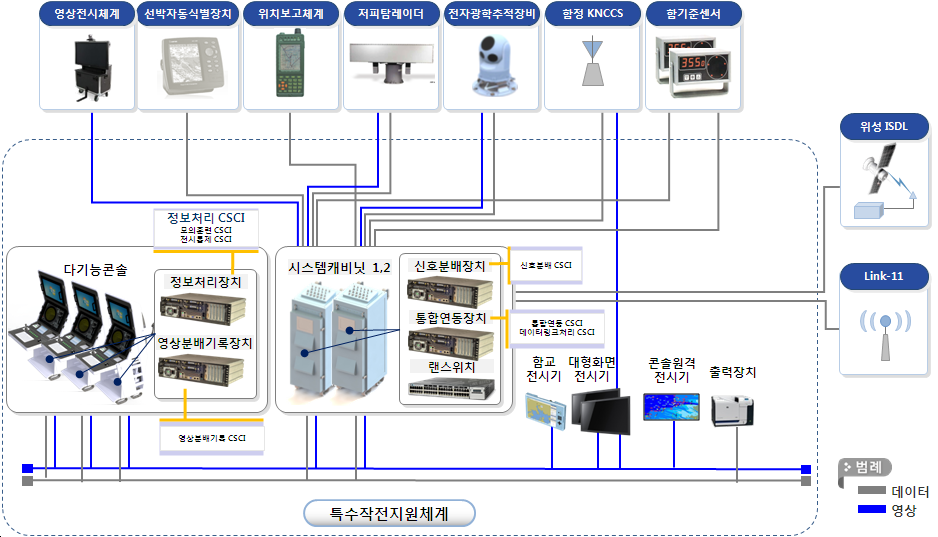 영상전시체계
선박자동식별장치
위치보고체계
저피탐레이더
전자광학추적장비
함정 KNCCS
함기준센서
위성 ISDL
정보처리 CSCI
모의훈련 CSCI
전시통제 CSCI
다기능콘솔
정보처리장치
영상분배기록장치
영상분배기록 CSCI
시스템캐비닛 1,2
신호분배장치
통합연동장치
랜스위치
신호분배 CSCI
통합연동 CSCI
데이터링크처리 CSCI
Link-11
함교
전시기
대형화면
전시기
콘솔원격
전시기
출력장치
특수작전지원체계
범례
데이터
영상